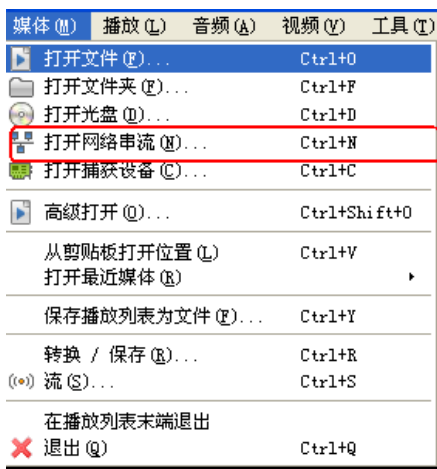 媒体(M) 播放(L) 音频(A) 视频(V) 工具(T)
打开文件(F)... Ctrl+O
打开文件夹(F)... Ctrl+F
打开光盘(D)... Ctrl+D
打开网络串流(N)... Ctrl+N
打开捕获设备(C)... Ctrl+C
高级打开(O)... Ctrl+Shift+O
从剪贴板打开位置(L) Ctrl+V
打开最近媒体(R)
保存播放列表为文件(F)... Ctrl+Y
转换 / 保存(R)... Ctrl+R
流(S)... Ctrl+S
在播放列表末端退出
退出(Q) Ctrl+Q